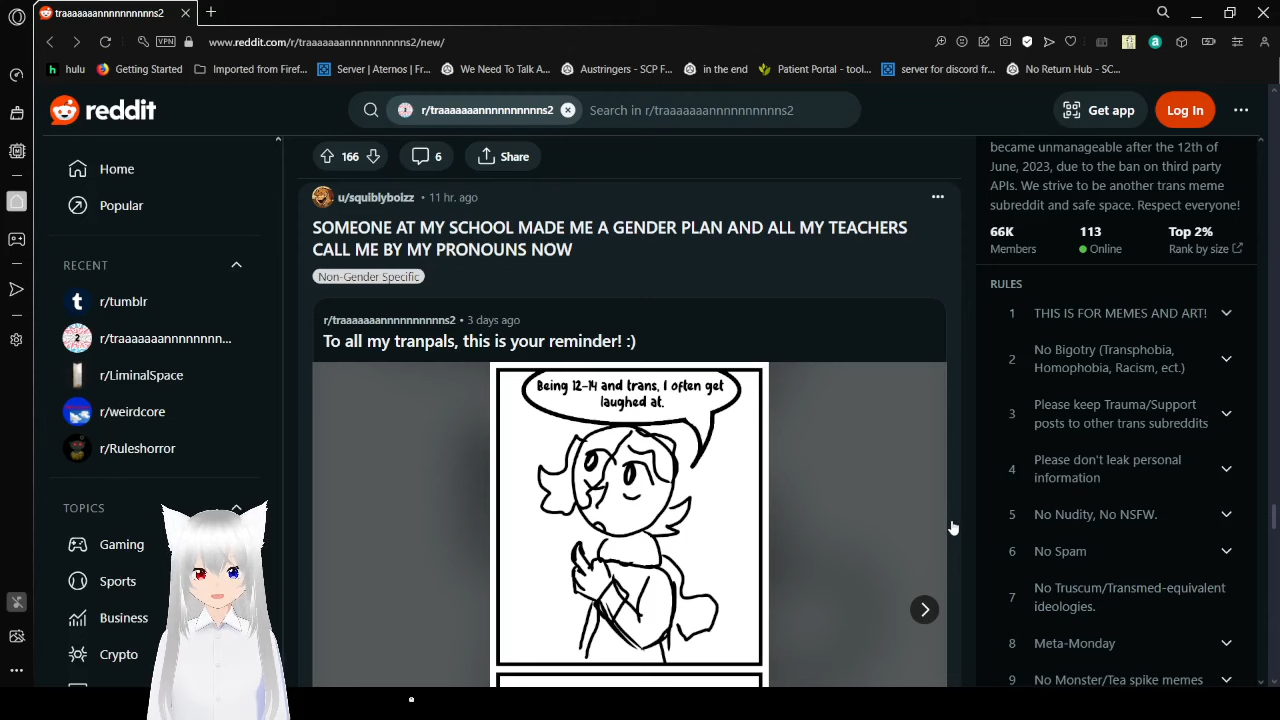 traaaaaaannnnnnnnnns2
VPN
www.reddit.com/r/traaaaaaannnnnnnnnns2/new/
hulu
Getting Started
Imported from Firef...
Server | Aternos | Fr...
We Need To Talk A...
Austringers - SCP F...
in the end
Patient Portal - tool...
server for discord fr...
No Return Hub - SC...
reddit
r/traaaaaaannnnnnnnnns2
Search in r/traaaaaaannnnnnnnnns2
Get app
Log In
Home
Popular
RECENT
r/tumblr
r/traaaaaaannnnnnn...
r/LiminalSpace
r/weirdcore
r/Ruleshorror
TOPICS
Gaming
Sports
Business
Crypto
166
6
Share
u/squiblyboizz • 11 hr. ago
SOMEONE AT MY SCHOOL MADE ME A GENDER PLAN AND ALL MY TEACHERS
CALL ME BY MY PRONOUNS NOW
Non-Gender Specific
r/traaaaaaannnnnnnnnns2 • 3 days ago
To all my tranpals, this is your reminder! :)
Being 12-14 and trans, I often get
laughed at.
became unmanageable after the 12th of
June, 2023, due to the ban on third party
APIs. We strive to be another trans meme
subreddit and safe space. Respect everyone!
66K
Members
113
Online
Top 2%
Rank by size
RULES
1 THIS IS FOR MEMES AND ART!
2 No Bigotry (Transphobia,
Homophobia, Racism, ect.)
3 Please keep Trauma/Support
posts to other trans subreddits
4 Please don't leak personal
information
5 No Nudity, No NSFW.
6 No Spam
7 No Truscum/Transmed-equivalent
ideologies.
8 Meta-Monday
9 No Monster/Tea spike memes